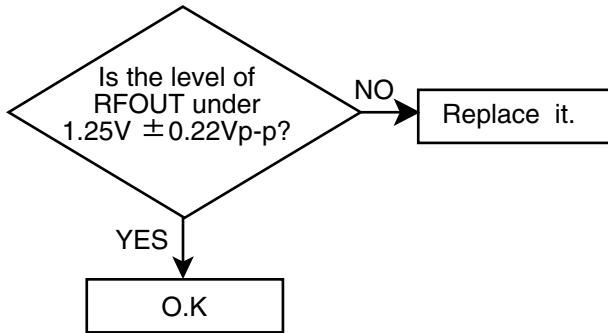 Is the level of
RFOUT under
1.25V ±0.22Vp-p?
NO
Replace it.
YES
O.K